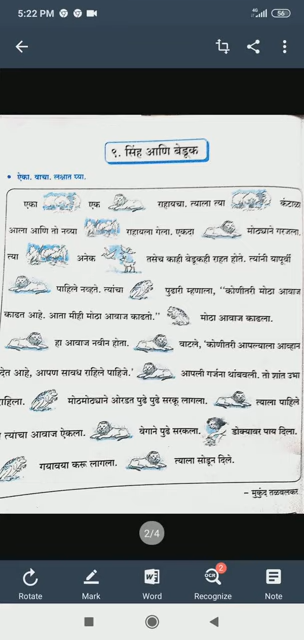 5:22 PM
4G
56
९. सिंह आणि बेडूक
• ऐका. वाचा. लक्षात घ्या.
एका एक राहायचा. त्याला त्या कंटाळा
आला आणि तो नव्या राहायला गेला. एकदा मोठ्याने गरजला.
त्या अनेक तसेच काही बेडूकही राहत होते. त्यांनी यापूर्वी
पाहिले नव्हते. त्यांचा पुढारी म्हणाला, "कोणीतरी मोठा आवाज
काढत आहे. आता मीही मोठा आवाज काढतो." मोठा आवाज काढला.
हा आवाज नवीन होता. वाटले, 'कोणीतरी आपल्याला आव्हान
देत आहे, आपण सावध राहिले पाहिजे.' आपली गर्जना थांबवली. तो शांत उभा
राहिला. मोठमोठ्याने ओरडत पुढे पुढे सरकू लागला. त्याला पाहिले
त्यांचा आवाज ऐकला. वेगाने पुढे सरकला. डोक्यावर पाय दिला.
गयावया करू लागला. त्याला सोडून दिले.
– मुकुंद तळवलकर
2/4
2
Rotate Mark Word Recognize Note